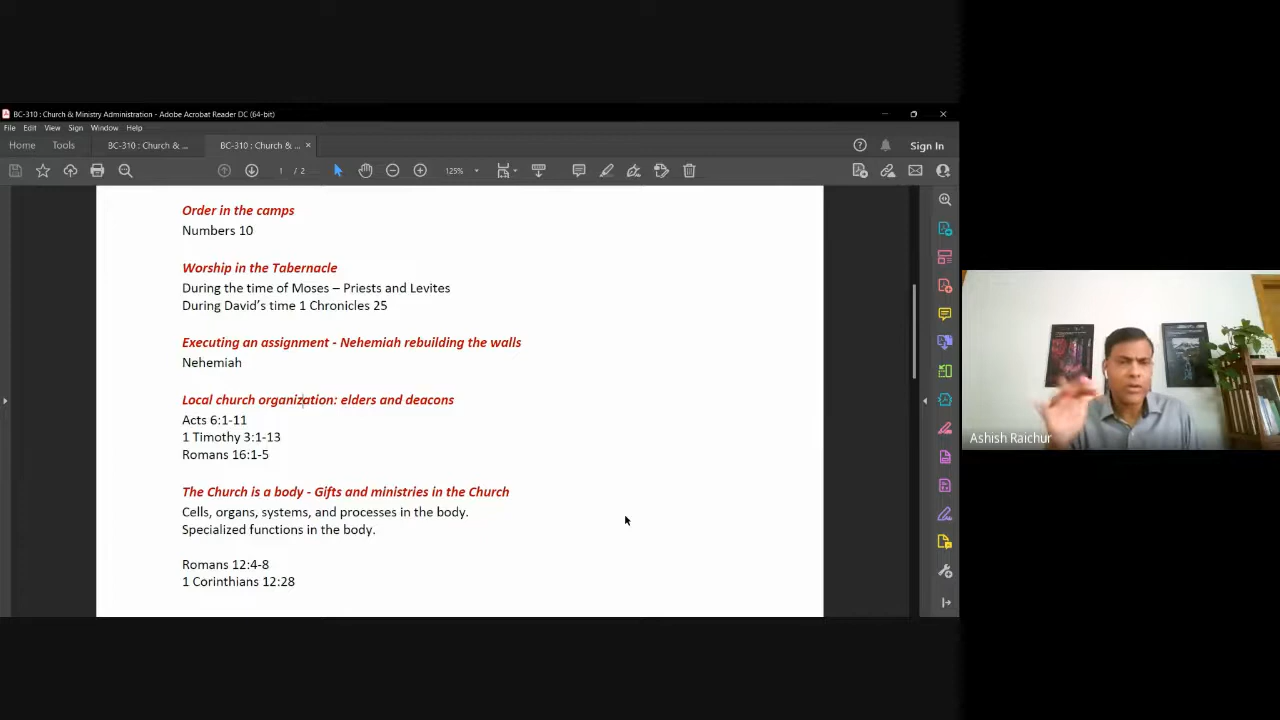 BC-310 : Church & Ministry Administration - Adobe Acrobat Reader DC (64-bit)
File Edit View Window Sign Help
Home Tools BC-310 : Church & ... BC-310 : Church & ... × Sign In
1 / 2 125%
Order in the camps
Numbers 10
Worship in the Tabernacle
During the time of Moses – Priests and Levites
During David's time 1 Chronicles 25
Executing an assignment - Nehemiah rebuilding the walls
Nehemiah
Local church organization: elders and deacons
Acts 6:1-11
1 Timothy 3:1-13
Romans 16:1-5
The Church is a body - Gifts and ministries in the Church
Cells, organs, systems, and processes in the body.
Specialized functions in the body.
Romans 12:4-8
1 Corinthians 12:28
Ashish Raichur